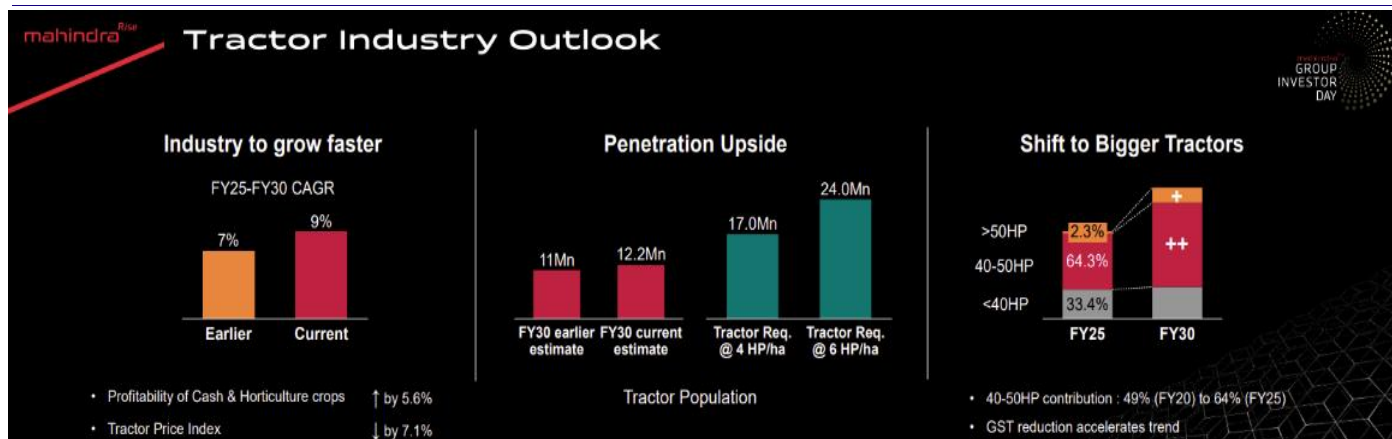 mahindra Rise
Tractor Industry Outlook
mahindra Rise
GROUP
INVESTOR
DAY
Industry to grow faster
FY25-FY30 CAGR
7%
9%
Earlier
Current
• Profitability of Cash & Horticulture crops ↑ by 5.6%
• Tractor Price Index ↓ by 7.1%
Penetration Upside
11Mn
12.2Mn
17.0Mn
24.0Mn
FY30 earlier
estimate
FY30 current
estimate
Tractor Req.
@ 4 HP/ha
Tractor Req.
@ 6 HP/ha
Tractor Population
Shift to Bigger Tractors
>50HP
40-50HP
<40HP
2.3%
64.3%
33.4%
+
++
FY25
FY30
• 40-50HP contribution : 49% (FY20) to 64% (FY25)
• GST reduction accelerates trend